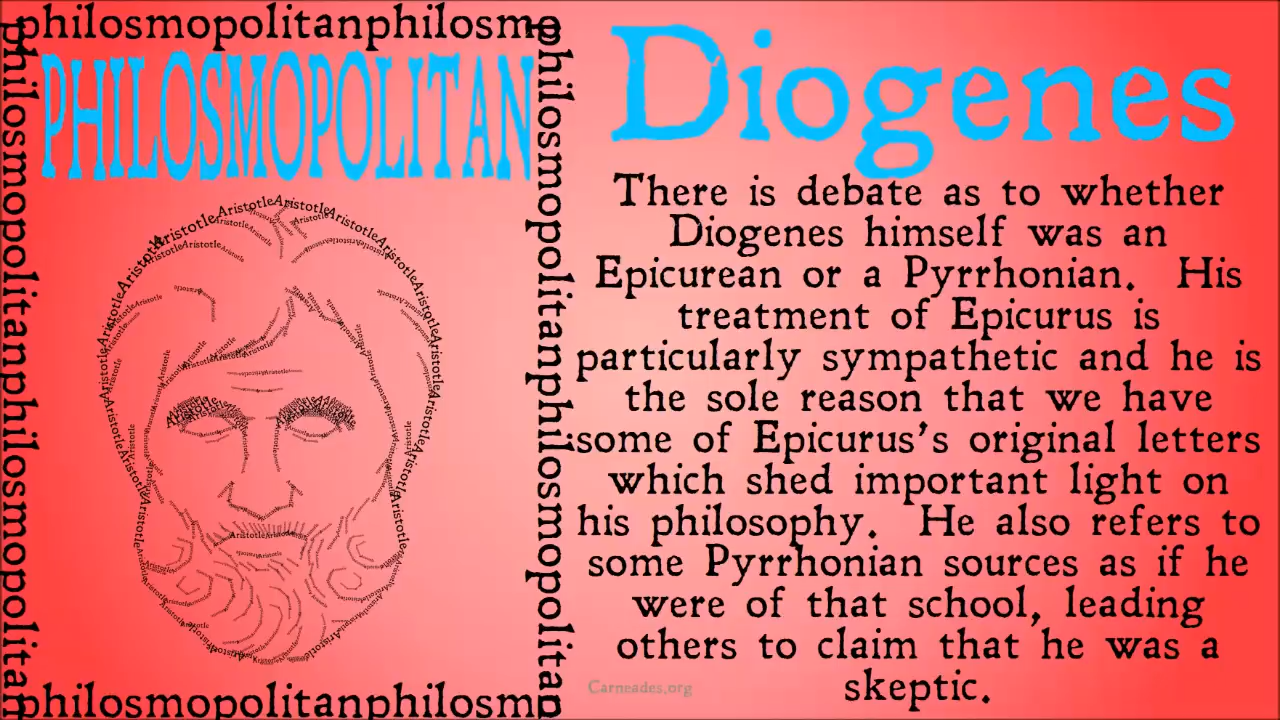 philosmopolitanphilosmo
philosmopolitanphilosmopolitan
PHILOSMOPOLITAN
AristotleAristotleAristotleAristotle
philosmopolitanphilosmopolitan
philosmopolitanphilosmo
Diogenes
There is debate as to whether
Diogenes himself was an
Epicurean or a Pyrrhonian. His
treatment of Epicurus is
particularly sympathetic and he is
the sole reason that we have
some of Epicurus’s original letters
which shed important light on
his philosophy. He also refers to
some Pyrrhonian sources as if he
were of that school, leading
others to claim that he was a
skeptic.
Carneades.org